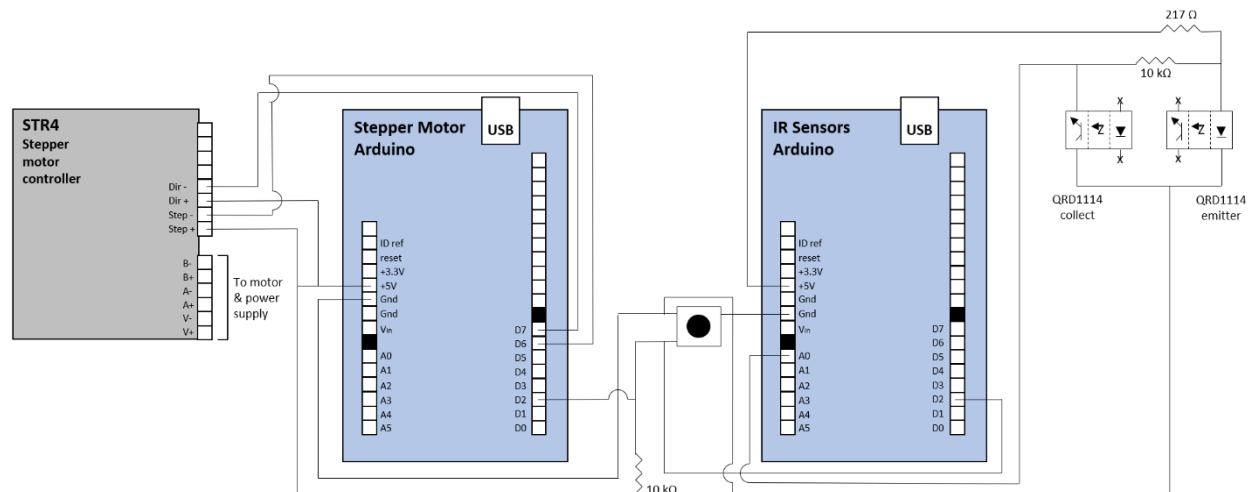 217 Ω
10 kΩ
X
X
X
X
QRD1114
collect
QRD1114
emitter
STR4
Stepper
motor
controller
Dir -
Dir +
Step -
Step +
B-
B+
A-
A+
V-
V+
To motor
& power
supply
Stepper Motor
Arduino
USB
ID ref
reset
+3.3V
+5V
Gnd
Gnd
Vin
A0
A1
A2
A3
A4
A5
D7
D6
D5
D4
D3
D2
D1
D0
10 kΩ
IR Sensors
Arduino
USB
ID ref
reset
+3.3V
+5V
Gnd
Gnd
Vin
A0
A1
A2
A3
A4
A5
D7
D6
D5
D4
D3
D2
D1
D0